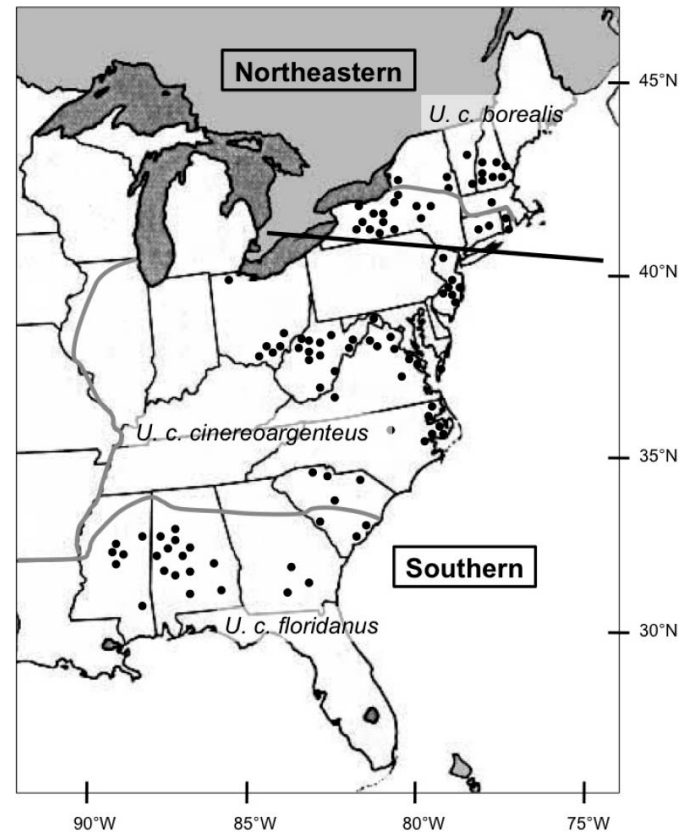 Northeastern
45°N
U. c. borealis
40°N
U. c. cinereoargenteus
35°N
Southern
U. c. floridanus
30°N
90°W 85°W 80°W 75°W